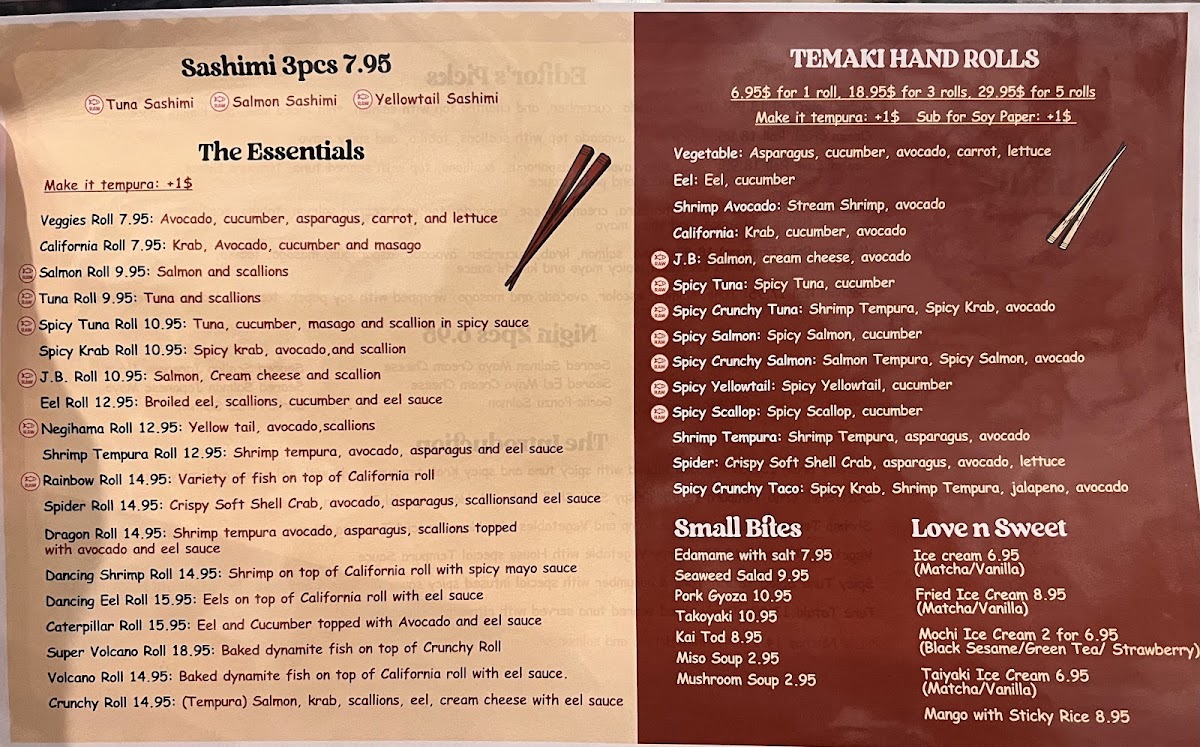 Sashimi 3pcs 7.95
RAW Tuna Sashimi RAW Salmon Sashimi RAW Yellowtail Sashimi
The Essentials
Make it tempura: +1$
Veggies Roll 7.95: Avocado, cucumber, asparagus, carrot, and lettuce
California Roll 7.95: Krab, Avocado, cucumber and masago
RAW Salmon Roll 9.95: Salmon and scallions
RAW Tuna Roll 9.95: Tuna and scallions
RAW Spicy Tuna Roll 10.95: Tuna, cucumber, masago and scallion in spicy sauce
Spicy Krab Roll 10.95: Spicy krab, avocado,and scallion
RAW J.B. Roll 10.95: Salmon, Cream cheese and scallion
Eel Roll 12.95: Broiled eel, scallions, cucumber and eel sauce
RAW Negihama Roll 12.95: Yellow tail, avocado,scallions
Shrimp Tempura Roll 12.95: Shrimp tempura, avocado, asparagus and eel sauce
RAW Rainbow Roll 14.95: Variety of fish on top of California roll
Spider Roll 14.95: Crispy Soft Shell Crab, avocado, asparagus, scallionsand eel sauce
Dragon Roll 14.95: Shrimp tempura avocado, asparagus, scallions topped
with avocado and eel sauce
Dancing Shrimp Roll 14.95: Shrimp on top of California roll with spicy mayo sauce
Dancing Eel Roll 15.95: Eels on top of California roll with eel sauce
Caterpillar Roll 15.95: Eel and Cucumber topped with Avocado and eel sauce
Super Volcano Roll 18.95: Baked dynamite fish on top of Crunchy Roll
Volcano Roll 14.95: Baked dynamite fish on top of California roll with eel sauce.
Crunchy Roll 14.95: (Tempura) Salmon, krab, scallions, eel, cream cheese with eel sauce
TEMAKI HAND ROLLS
6.95$ for 1 roll, 18.95$ for 3 rolls, 29.95$ for 5 rolls
Make it tempura: +1$ Sub for Soy Paper: +1$
Vegetable: Asparagus, cucumber, avocado, carrot, lettuce
Eel: Eel, cucumber
Shrimp Avocado: Stream Shrimp, avocado
California: Krab, cucumber, avocado
RAW J.B: Salmon, cream cheese, avocado
RAW Spicy Tuna: Spicy Tuna, cucumber
RAW Spicy Crunchy Tuna: Shrimp Tempura, Spicy Krab, avocado
RAW Spicy Salmon: Spicy Salmon, cucumber
RAW Spicy Crunchy Salmon: Salmon Tempura, Spicy Salmon, avocado
RAW Spicy Yellowtail: Spicy Yellowtail, cucumber
RAW Spicy Scallop: Spicy Scallop, cucumber
Shrimp Tempura: Shrimp Tempura, asparagus, avocado
Spider: Crispy Soft Shell Crab, asparagus, avocado, lettuce
Spicy Crunchy Taco: Spicy Krab, Shrimp Tempura, jalapeno, avocado
Small Bites
Edamame with salt 7.95
Seaweed Salad 9.95
Pork Gyoza 10.95
Takoyaki 10.95
Kai Tod 8.95
Miso Soup 2.95
Mushroom Soup 2.95
Love n Sweet
Ice cream 6.95
(Matcha/Vanilla)
Fried Ice Cream 8.95
(Matcha/Vanilla)
Mochi Ice Cream 2 for 6.95
(Black Sesame/Green Tea/ Strawberry)
Taiyaki Ice Cream 6.95
(Matcha/Vanilla)
Mango with Sticky Rice 8.95